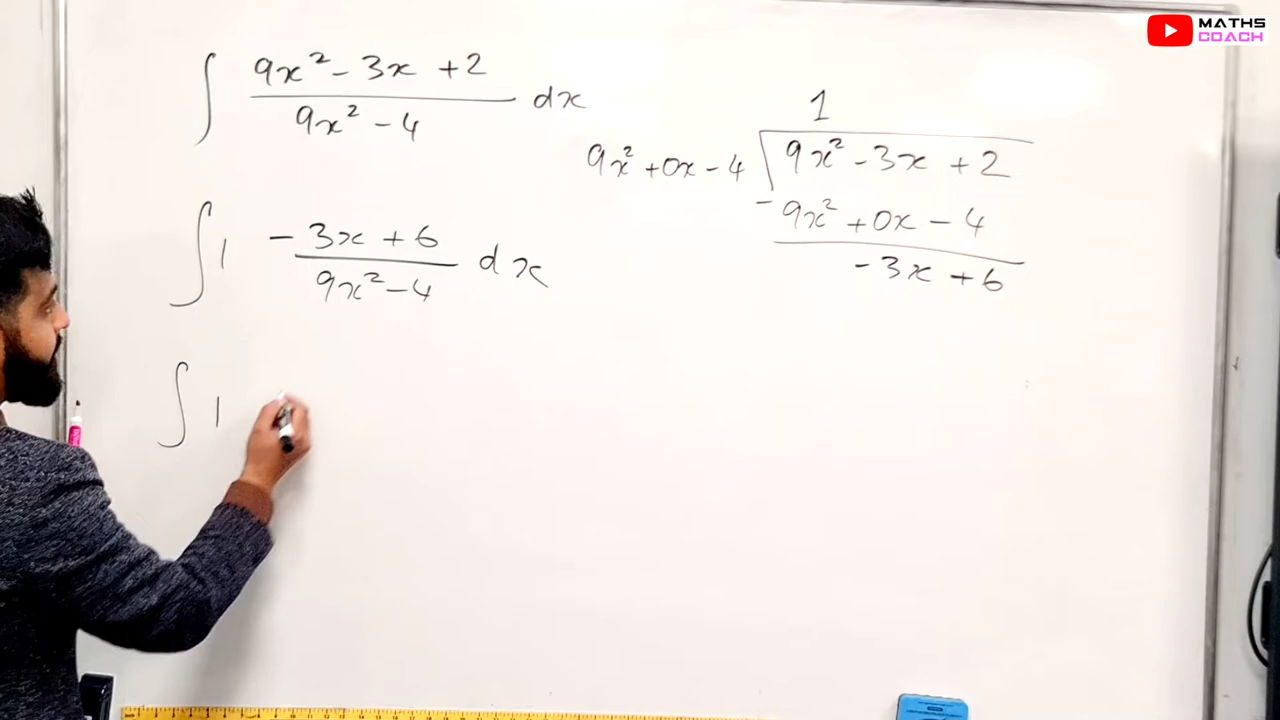 MATHS
COACH
∫ 9x² - 3x + 2 / 9x² - 4 dx
1
9x² + 0x - 4 ) 9x² - 3x + 2
- 9x² + 0x - 4
- 3x + 6
∫ 1 - 3x + 6 / 9x² - 4 dx
∫ 1